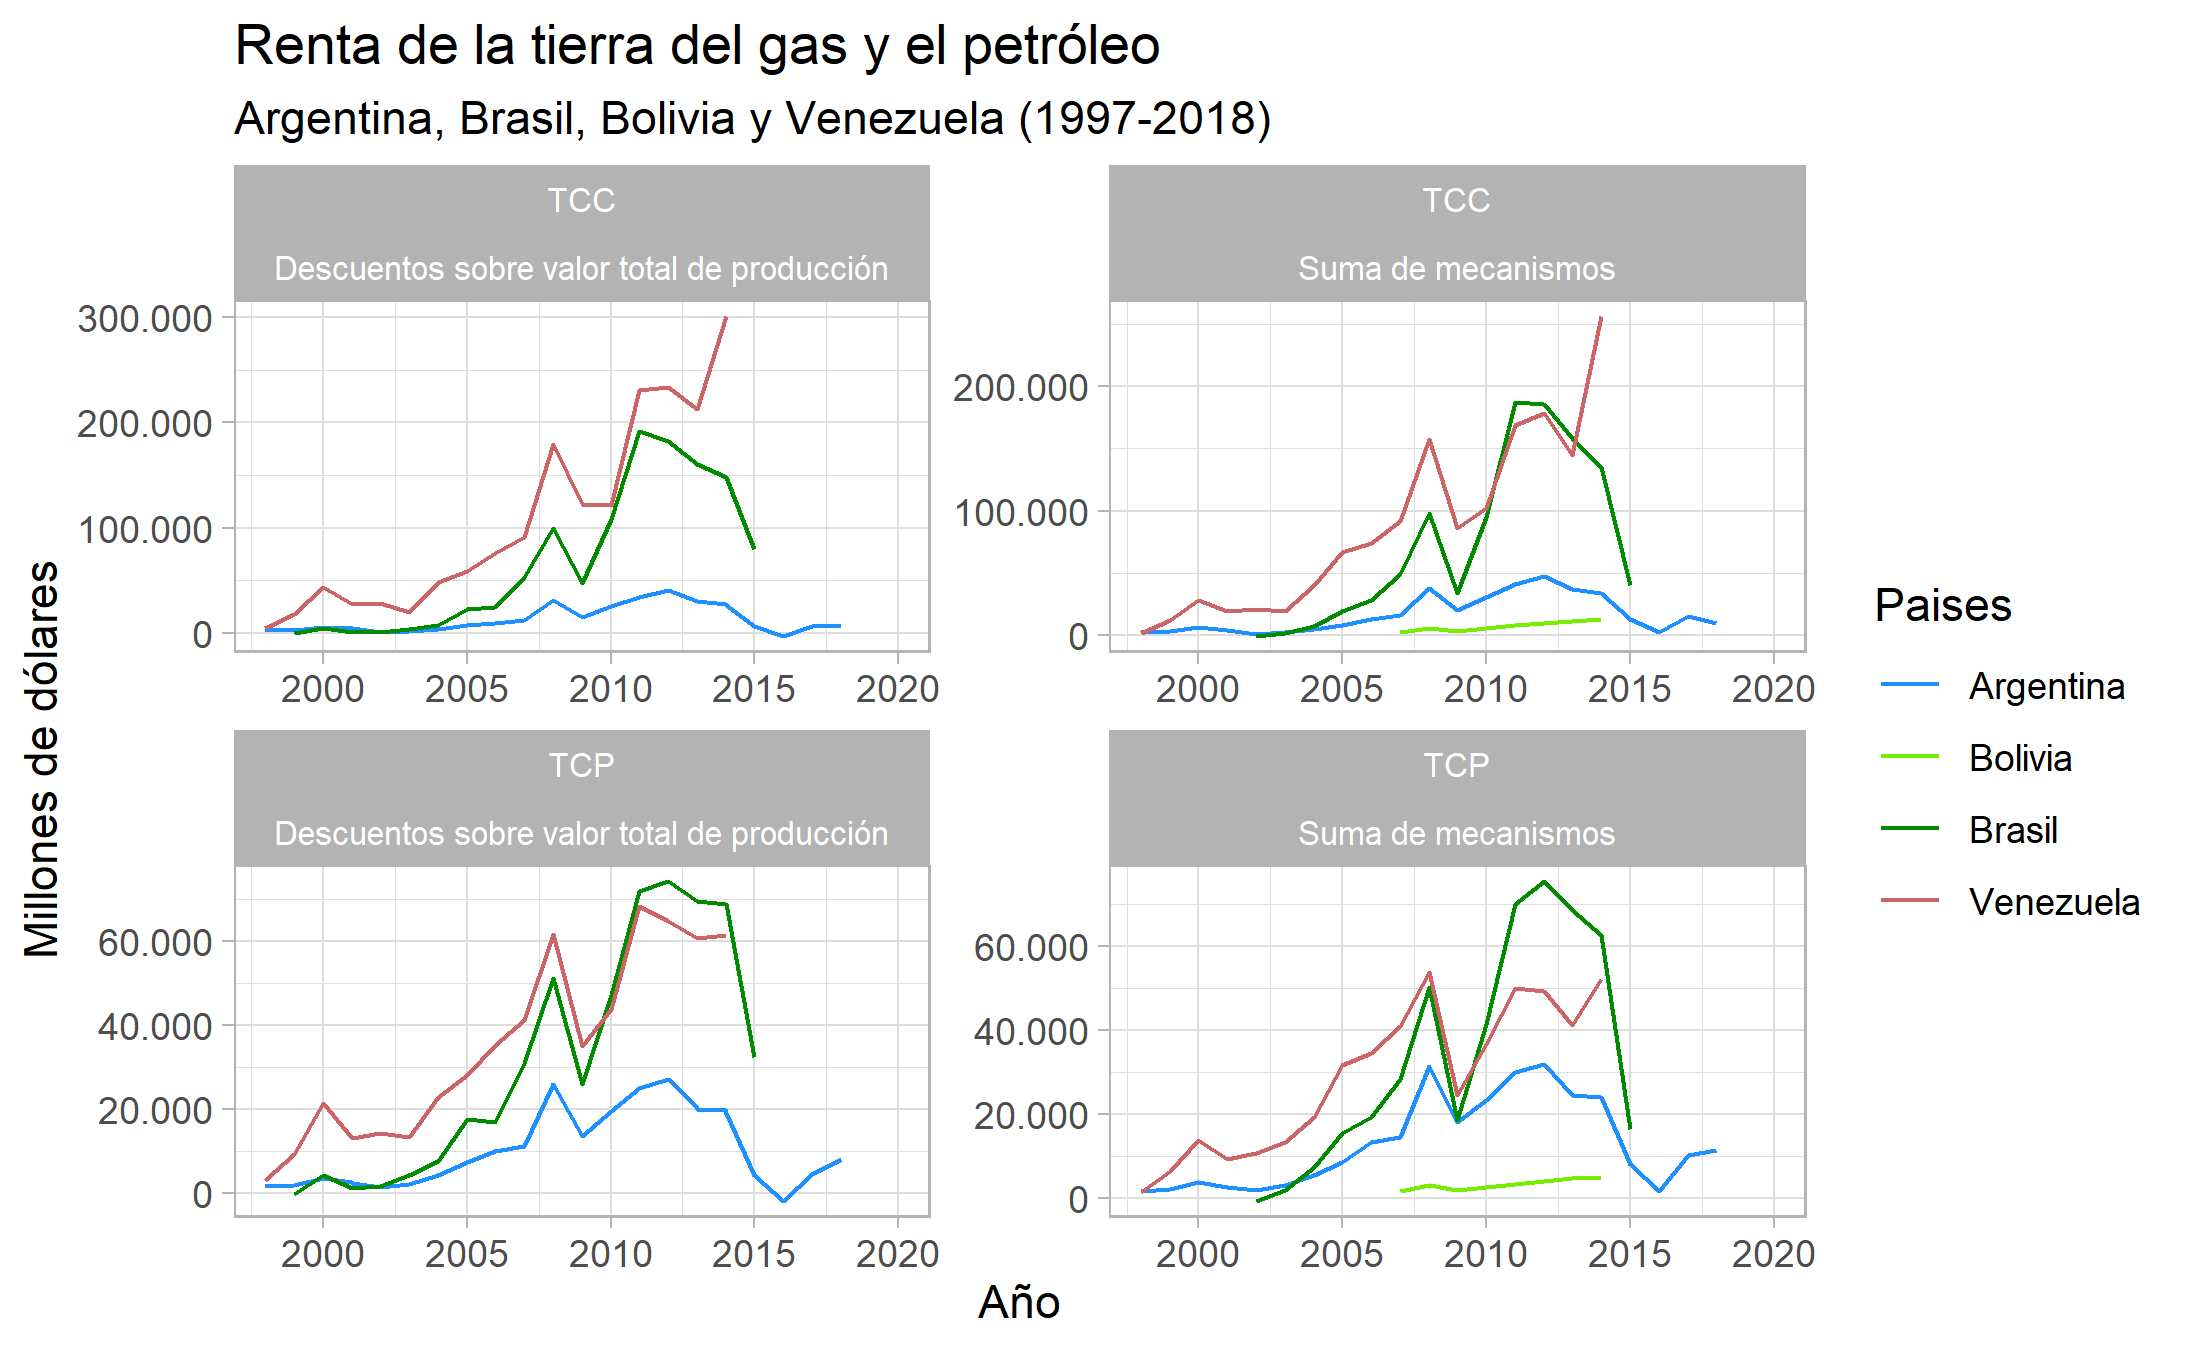 Renta de la tierra del gas y el petróleo
Argentina, Brasil, Bolivia y Venezuela (1997-2018)
TCC
Descuentos sobre valor total de producción
300.000
200.000
100.000
0
2000 2005 2010 2015 2020
TCC
Suma de mecanismos
200.000
100.000
0
2000 2005 2010 2015 2020
TCP
Descuentos sobre valor total de producción
60.000
40.000
20.000
0
2000 2005 2010 2015 2020
TCP
Suma de mecanismos
60.000
40.000
20.000
0
2000 2005 2010 2015 2020
Millones de dólares
Año
Paises
Argentina
Bolivia
Brasil
Venezuela